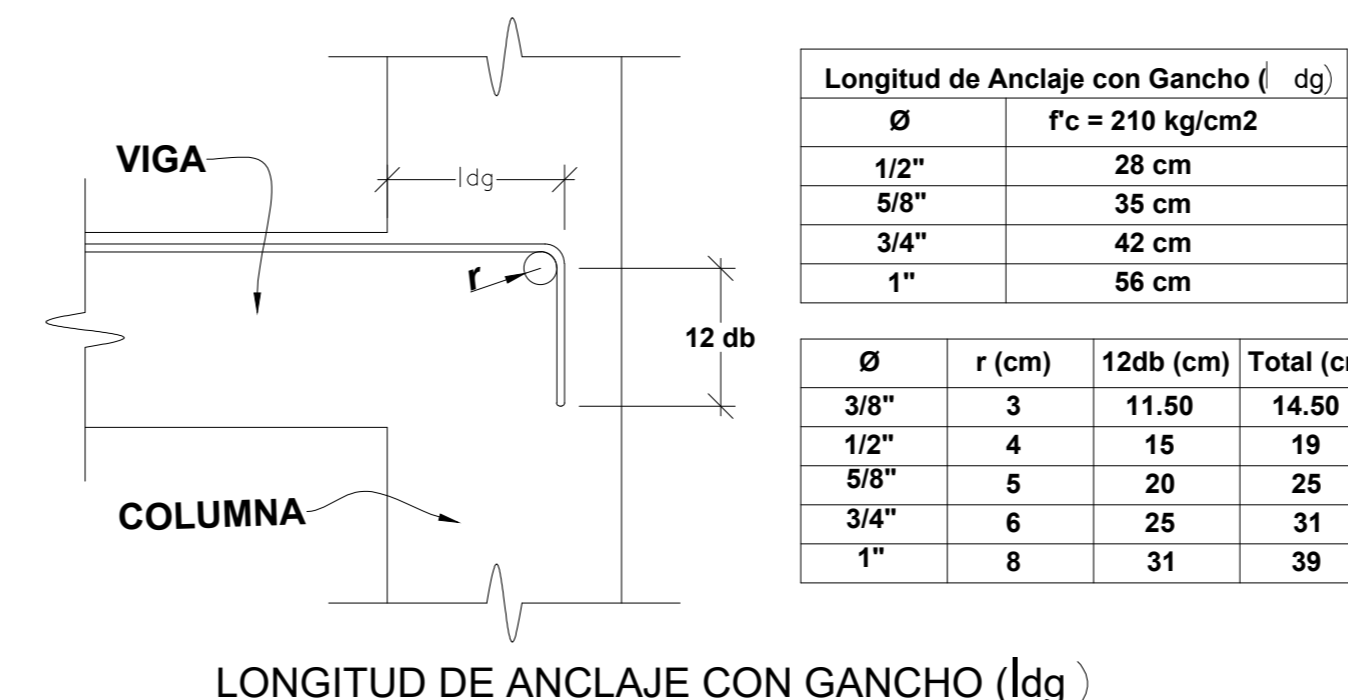 VIGA
ldg
r
12 db
COLUMNA
Longitud de Anclaje con Gancho (l dg)
Ø f'c = 210 kg/cm2
1/2" 28 cm
5/8" 35 cm
3/4" 42 cm
1" 56 cm
Ø r (cm) 12db (cm) Total (c
3/8" 3 11.50 14.50
1/2" 4 15 19
5/8" 5 20 25
3/4" 6 25 31
1" 8 31 39
LONGITUD DE ANCLAJE CON GANCHO (ldg )